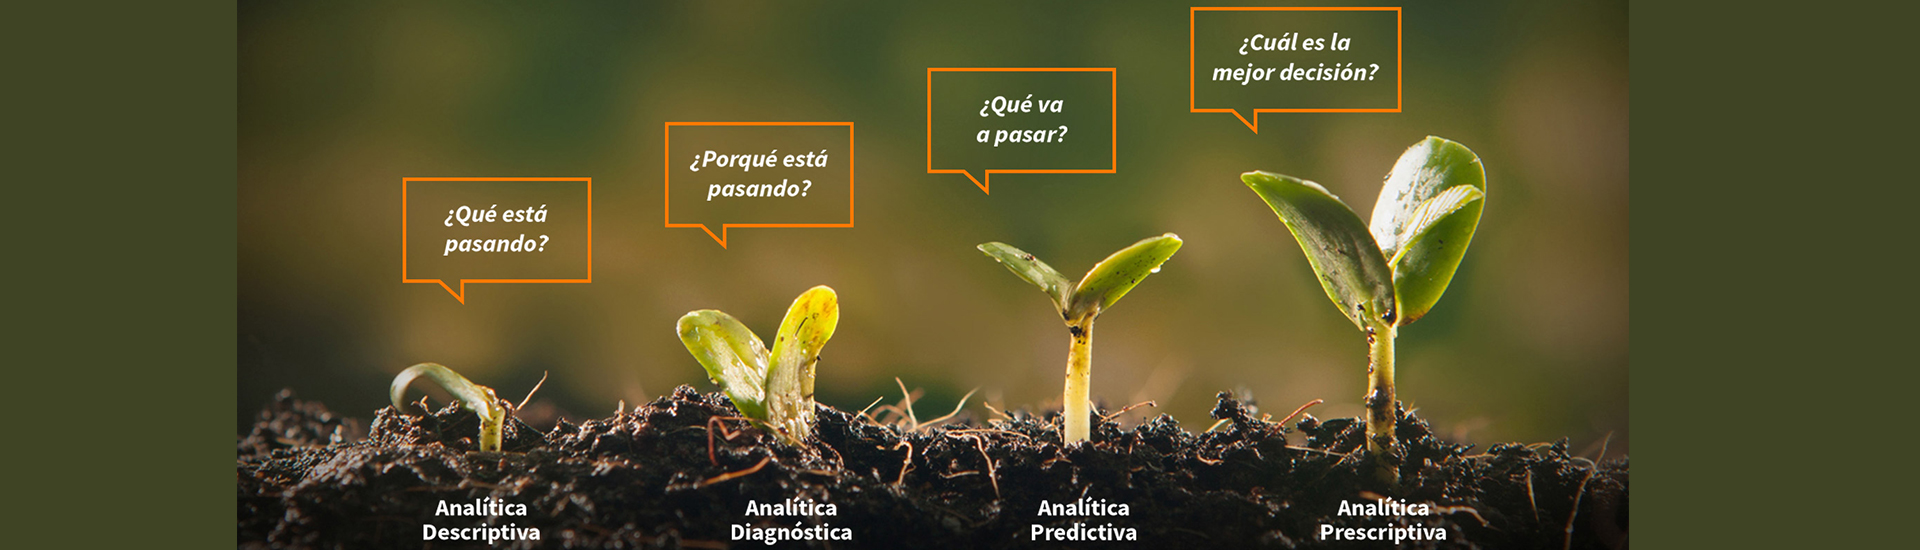 ¿Qué está
pasando?
¿Porqué está
pasando?
¿Qué va
a pasar?
¿Cuál es la
mejor decisión?
Analítica
Descriptiva
Analítica
Diagnóstica
Analítica
Predictiva
Analítica
Prescriptiva